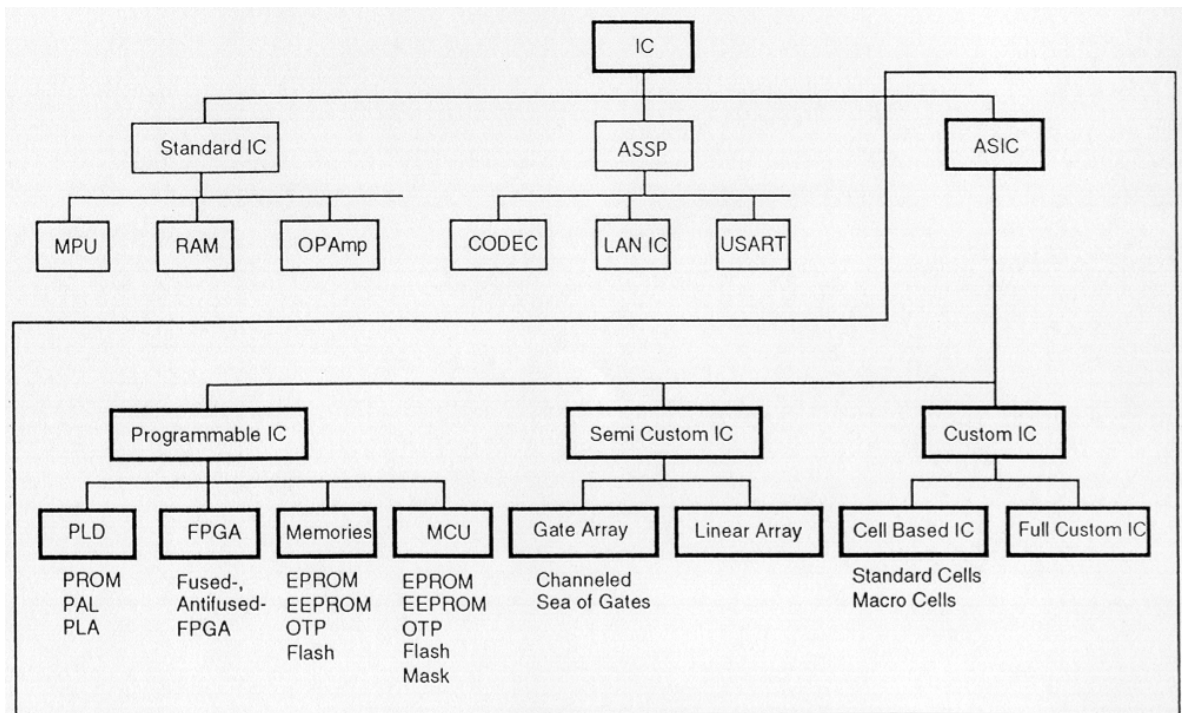 IC
Standard IC
ASSP
ASIC
MPU
RAM
OPAmp
CODEC
LAN IC
USART
Programmable IC
Semi Custom IC
Custom IC
PLD
FPGA
Memories
MCU
Gate Array
Linear Array
Cell Based IC
Full Custom IC
PROM
PAL
PLA
Fused-,
Antifused-
FPGA
EPROM
EEPROM
OTP
Flash
EPROM
EEPROM
OTP
Flash
Mask
Channeled
Sea of Gates
Standard Cells
Macro Cells